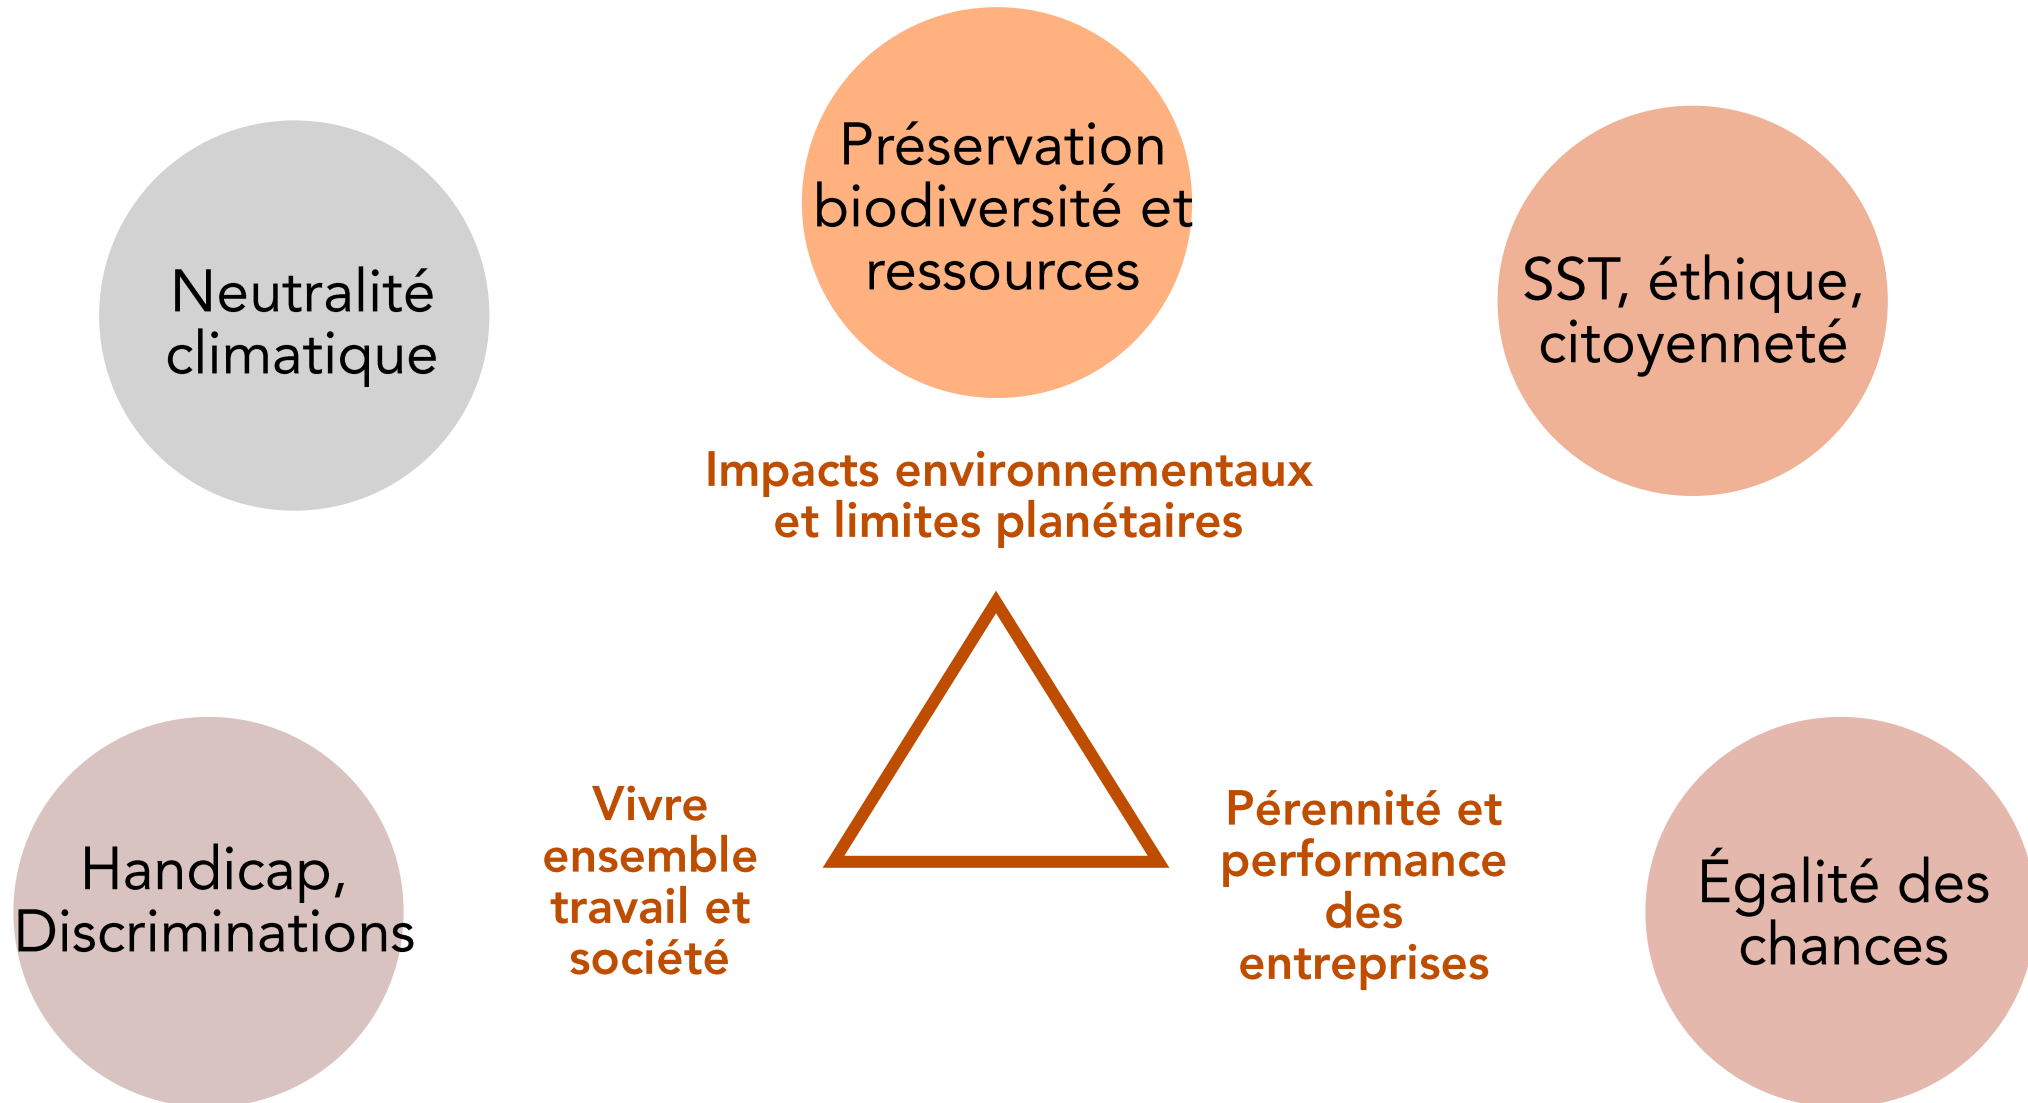 Préservation
biodiversité et
ressources
Neutralité
climatique
SST, éthique,
citoyenneté
Impacts environnementaux
et limites planétaires
Vivre
ensemble
travail et
société
Pérennité et
performance
des
entreprises
Handicap,
Discriminations
Égalité des
chances